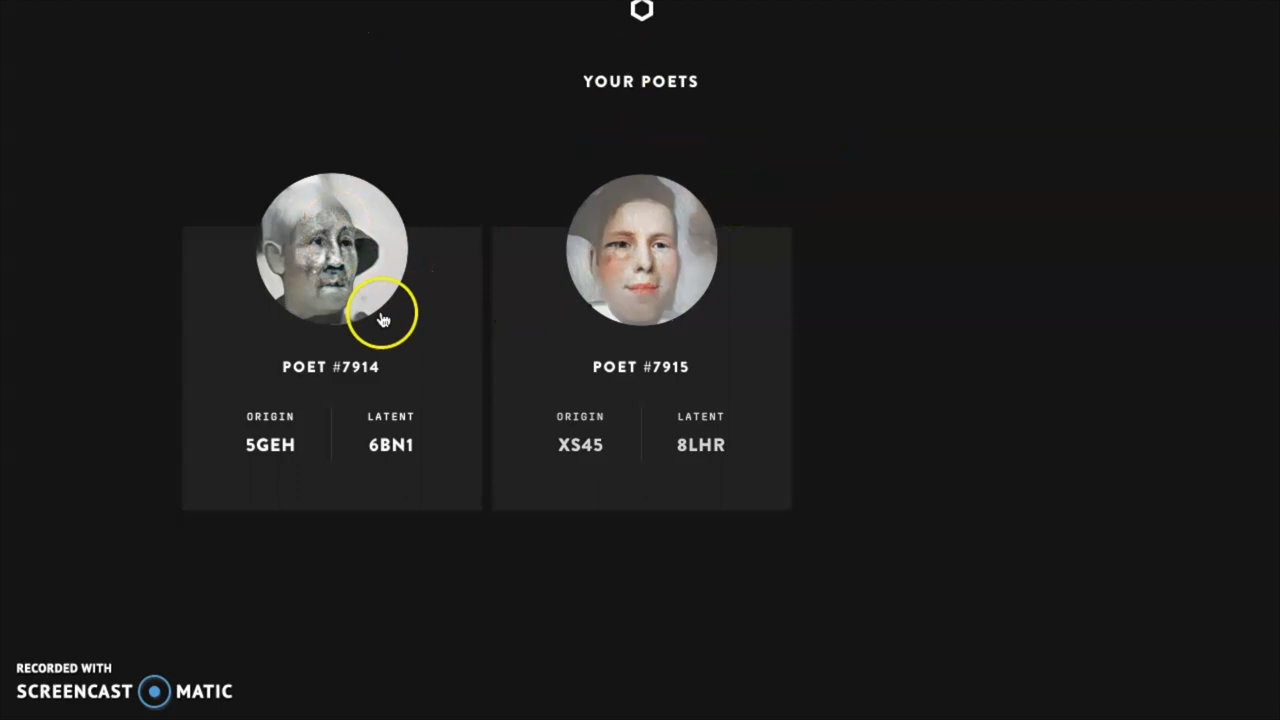 YOUR POETS
POET #7914
ORIGIN LATENT
5GEH 6BN1
POET #7915
ORIGIN LATENT
XS45 8LHR
RECORDED WITH
SCREENCAST MATIC